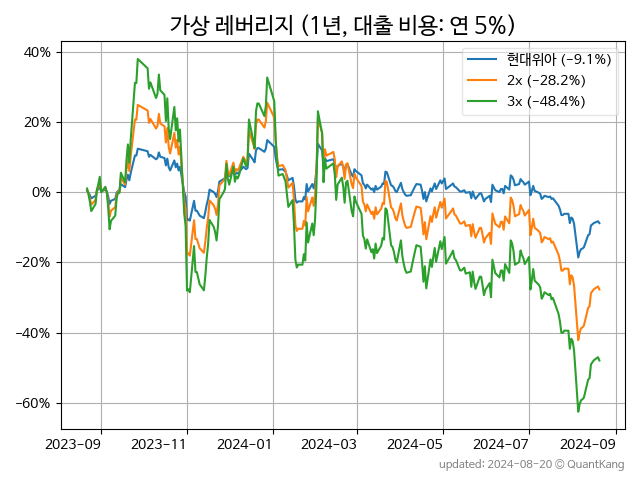 가상 레버리지 (1년, 대출 비용: 연 5%)
현대위아 (-9.1%)
2x (-28.2%)
3x (-48.4%)
40%
20%
0%
-20%
-40%
-60%
2023-09 2023-11 2024-01 2024-03 2024-05 2024-07 2024-09
updated: 2024-08-20 © QuantKang